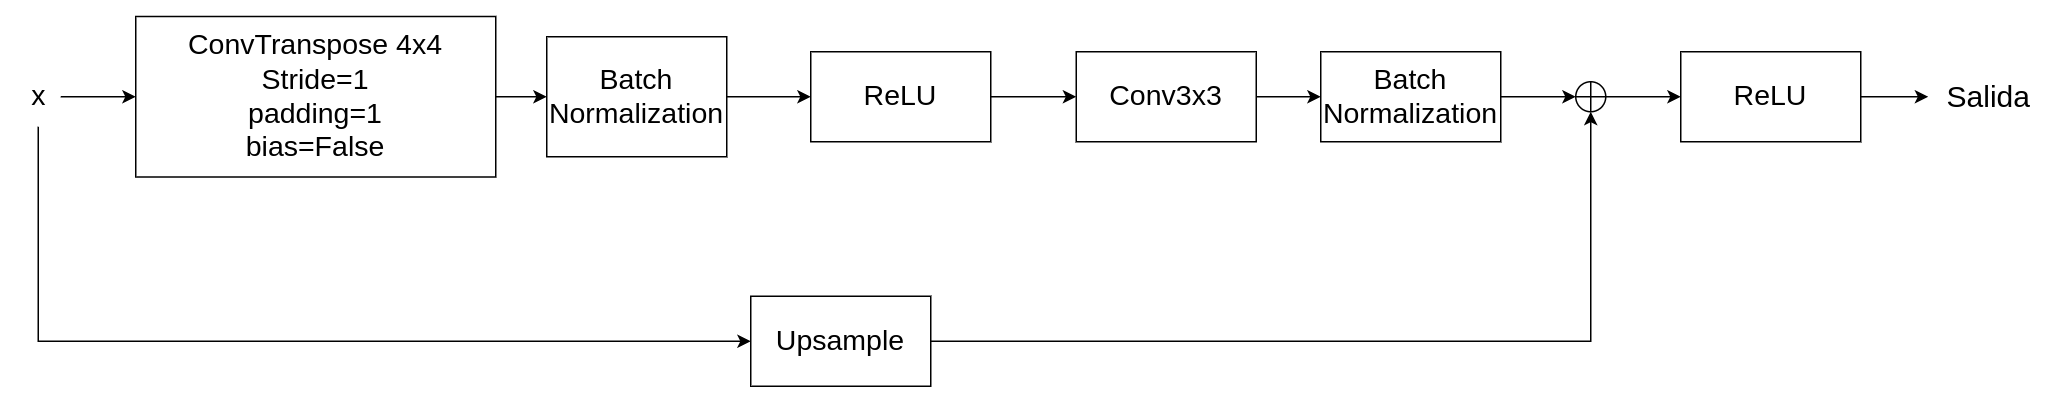 x
ConvTranspose 4x4
Stride=1
padding=1
bias=False
Batch
Normalization
ReLU
Conv3x3
Batch
Normalization
ReLU
Salida
Upsample